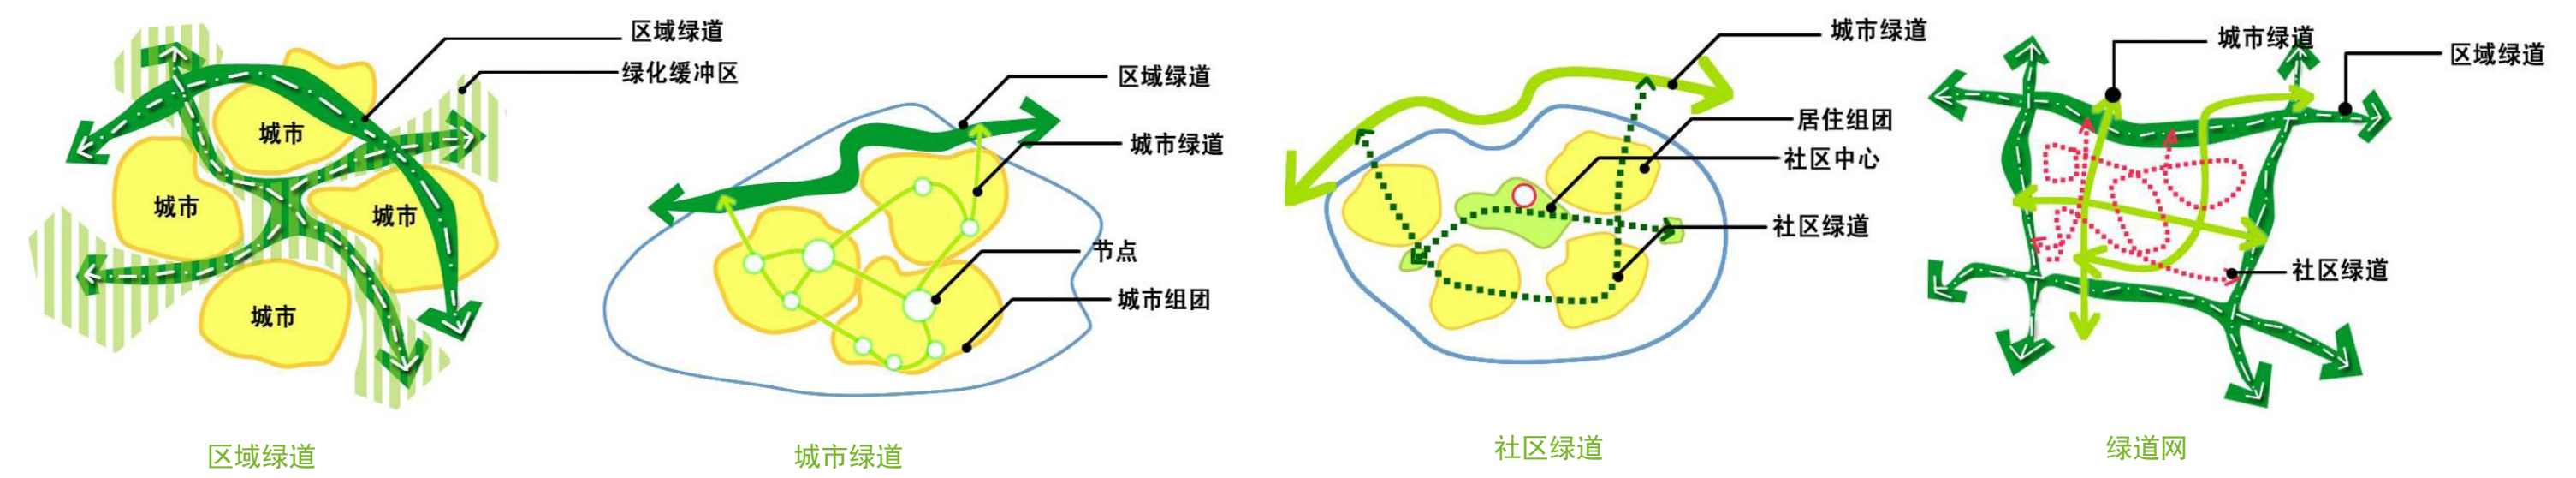 区域绿道
绿化缓冲区
城市
城市
城市
城市
区域绿道
区域绿道
城市绿道
节点
城市组团
城市绿道
城市绿道
居住组团
社区中心
社区绿道
社区绿道
城市绿道
区域绿道
社区绿道
绿道网